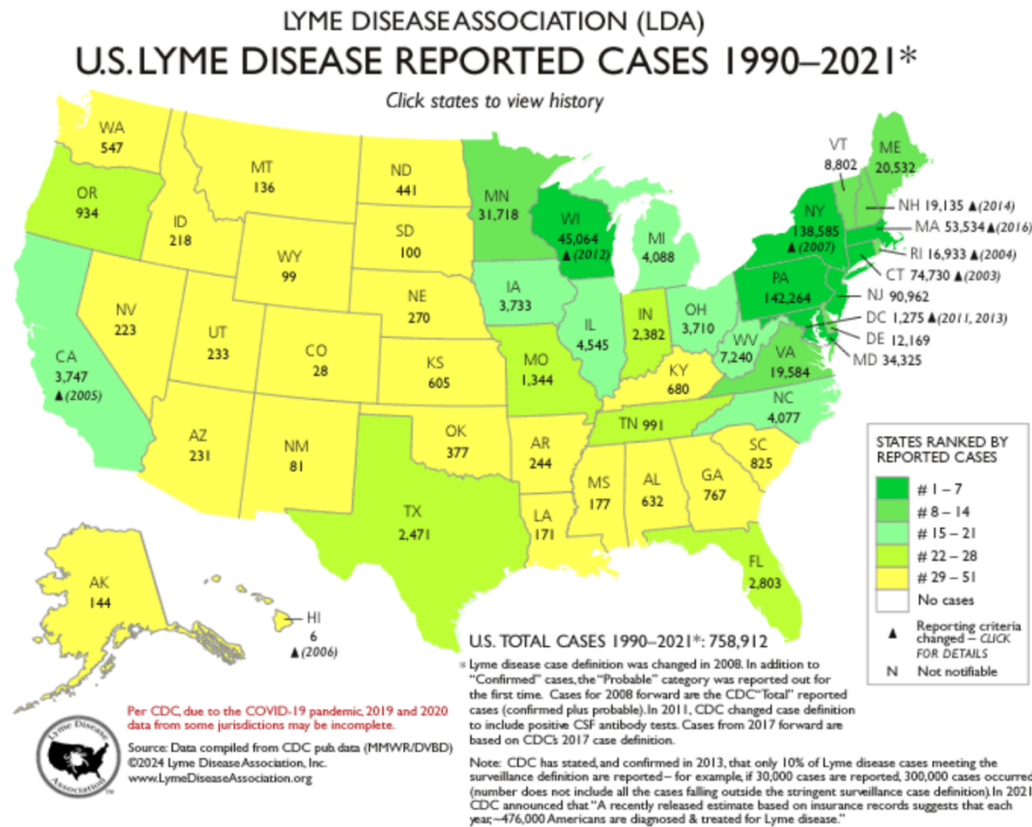 LYME DISEASE ASSOCIATION (LDA)
U.S. LYME DISEASE REPORTED CASES 1990–2021*
Click states to view history
WA
547
OR
934
CA
3,747
▲(2005)
ID
218
NV
223
MT
136
WY
99
UT
233
AZ
231
CO
28
NM
81
ND
441
SD
100
NE
270
KS
605
OK
377
TX
2,471
MN
31,718
IA
3,733
MO
1,344
AR
244
LA
171
WI
45,064
▲(2012)
IL
4,545
MI
4,088
IN
2,382
OH
3,710
KY
680
TN 991
MS
177
AL
632
GA
767
FL
2,803
SC
825
NC
4,077
VA
19,584
WV
7,240
PA
142,264
NY
138,585
▲(2007)
VT
8,802
ME
20,532
NH 19,135 ▲(2014)
MA 53,534 ▲(2016)
RI 16,933 ▲(2004)
CT 74,730 ▲(2003)
NJ 90,962
DC 1,275 ▲(2011, 2013)
DE 12,169
MD 34,325
AK
144
HI
6
▲(2006)
STATES RANKED BY
REPORTED CASES
# 1 – 7
# 8 – 14
# 15 – 21
# 22 – 28
# 29 – 51
No cases
▲ Reporting criteria
changed – CLICK
FOR DETAILS
N Not notifiable
U.S. TOTAL CASES 1990–2021*: 758,912
* Lyme disease case definition was changed in 2008. In addition to
"Confirmed" cases, the "Probable" category was reported out for
the first time. Cases for 2008 forward are the CDC "Total" reported
cases (confirmed plus probable). In 2011, CDC changed case definition
to include positive CSF antibody tests. Cases from 2017 forward are
based on CDC's 2017 case definition.
Note: CDC has stated, and confirmed in 2013, that only 10% of Lyme disease cases meeting the
surveillance definition are reported – for example, if 30,000 cases are reported, 300,000 cases occurred
(number does not include all the cases falling outside the stringent surveillance case definition). In 2021
CDC announced that "A recently released estimate based on insurance records suggests that each
year, ~476,000 Americans are diagnosed & treated for Lyme disease."
Per CDC, due to the COVID-19 pandemic, 2019 and 2020
data from some jurisdictions may be incomplete.
Source: Data compiled from CDC pub. data (MMWR/DVBD)
©2024 Lyme Disease Association, Inc.
www.LymeDiseaseAssociation.org
Lyme Disease
Association